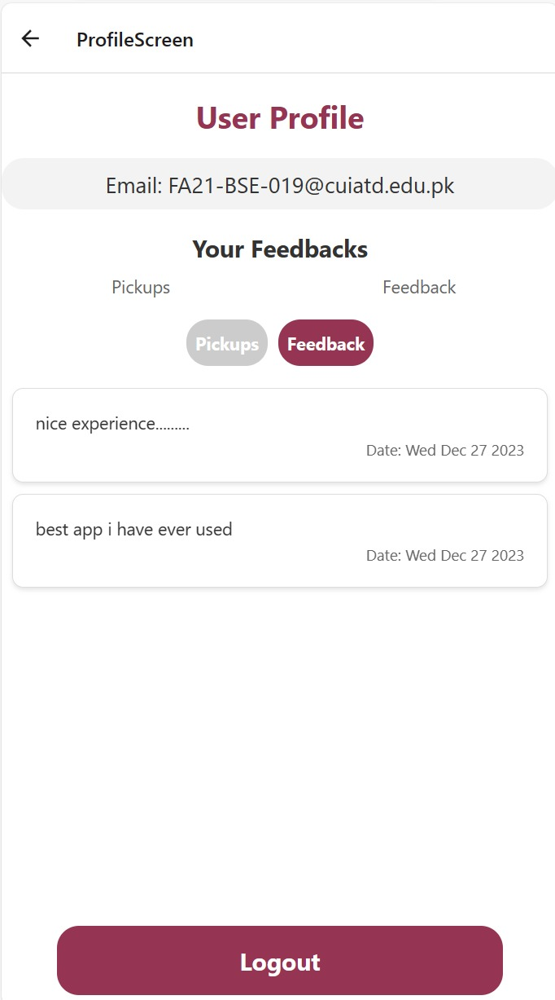 ProfileScreen
User Profile
Email: FA21-BSE-019@cuiatd.edu.pk
Your Feedbacks
Pickups Feedback
Pickups Feedback
nice experience.........
Date: Wed Dec 27 2023
best app i have ever used
Date: Wed Dec 27 2023
Logout